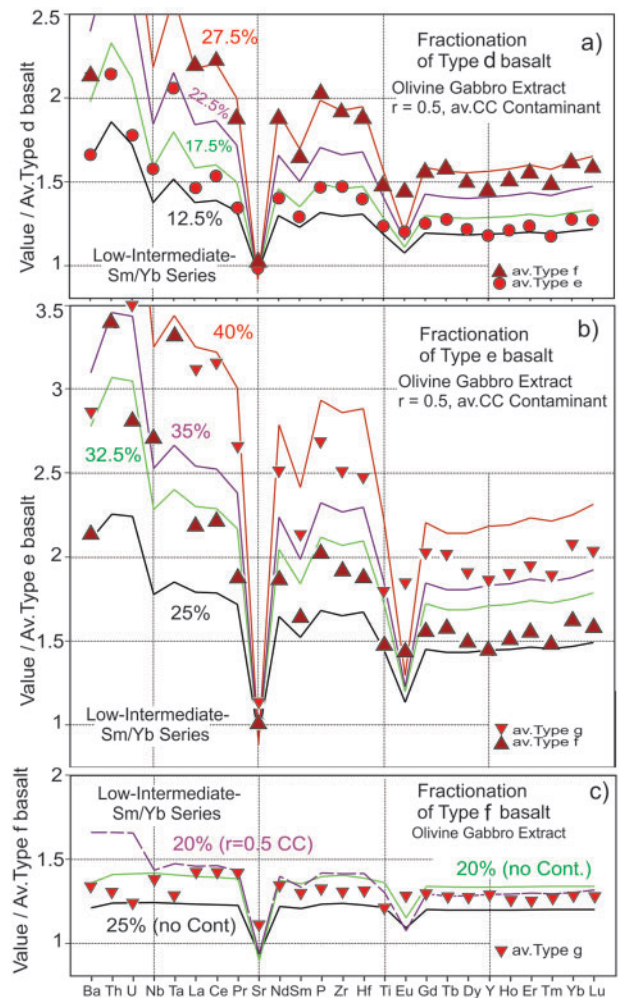 2.5
2
1.5
1
Value / Av.Type d basalt
27.5%
22.5%
17.5%
12.5%
Fractionation
of Type d basalt
a)
Olivine Gabbro Extract
r = 0.5, av.CC Contaminant
Low-Intermediate-
Sm/Yb Series
av.Type f
av.Type e
3.5
3
2.5
2
1.5
1
Value / Av.Type e basalt
40%
35%
32.5%
25%
Fractionation
of Type e basalt
b)
Olivine Gabbro Extract
r = 0.5, av.CC Contaminant
Low-Intermediate-
Sm/Yb Series
av.Type g
av.Type f
2
1.5
1
Value / Av.Type f basalt
Low-Intermediate-
Sm/Yb Series
Fractionation
of Type f basalt
c)
Olivine Gabbro Extract
20% (r=0.5 CC)
20% (no Cont.)
25% (no Cont)
av.Type g
Ba Th U Nb Ta La Ce Pr Sr Nd Sm P Zr Hf Ti Eu Gd Tb Dy Y Ho Er Tm Yb Lu